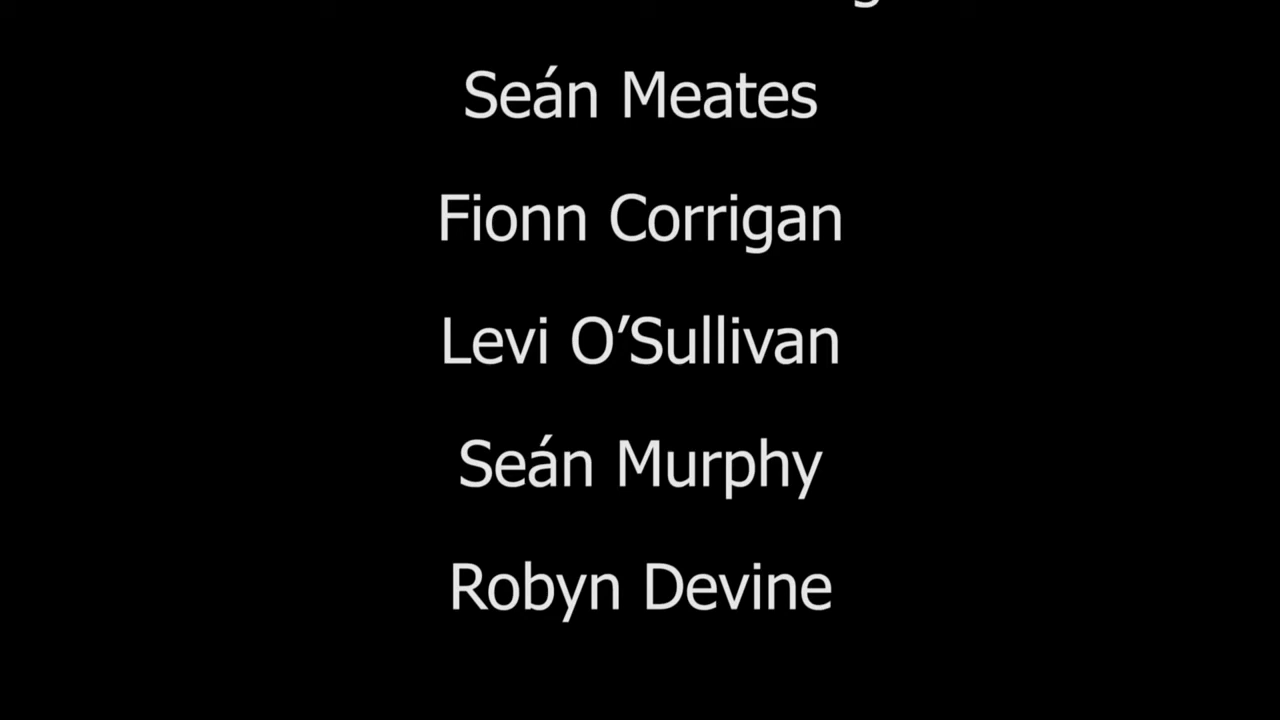 Seán Meates
Fionn Corrigan
Levi O’Sullivan
Seán Murphy
Robyn Devine